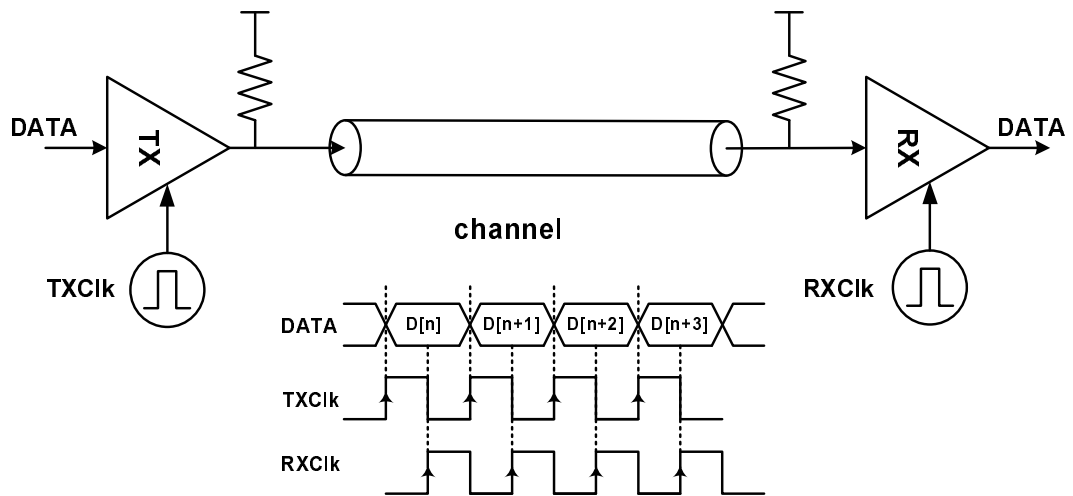 DATA
TX
RX
DATA
channel
TXClk
RXClk
DATA
D[n] D[n+1] D[n+2] D[n+3]
TXClk
RXClk